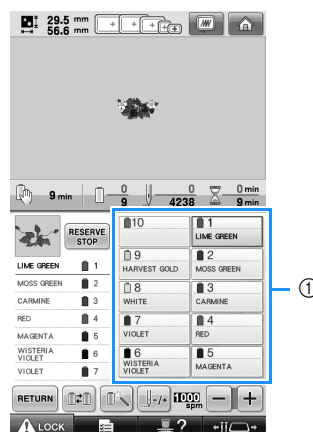 29.5 mm
56.6 mm
9 min
0
9
0
4238
0 min
9 min
RESERVE STOP
LIME GREEN 1
MOSS GREEN 2
CARMINE 3
RED 4
MAGENTA 5
WISTERIA VIOLET 6
VIOLET 7
10
1
LIME GREEN
9
HARVEST GOLD
2
MOSS GREEN
8
WHITE
3
CARMINE
7
VIOLET
4
RED
6
WISTERIA VIOLET
5
MAGENTA
①
RETURN
-/+
1000 spm
−
+
LOCK
?